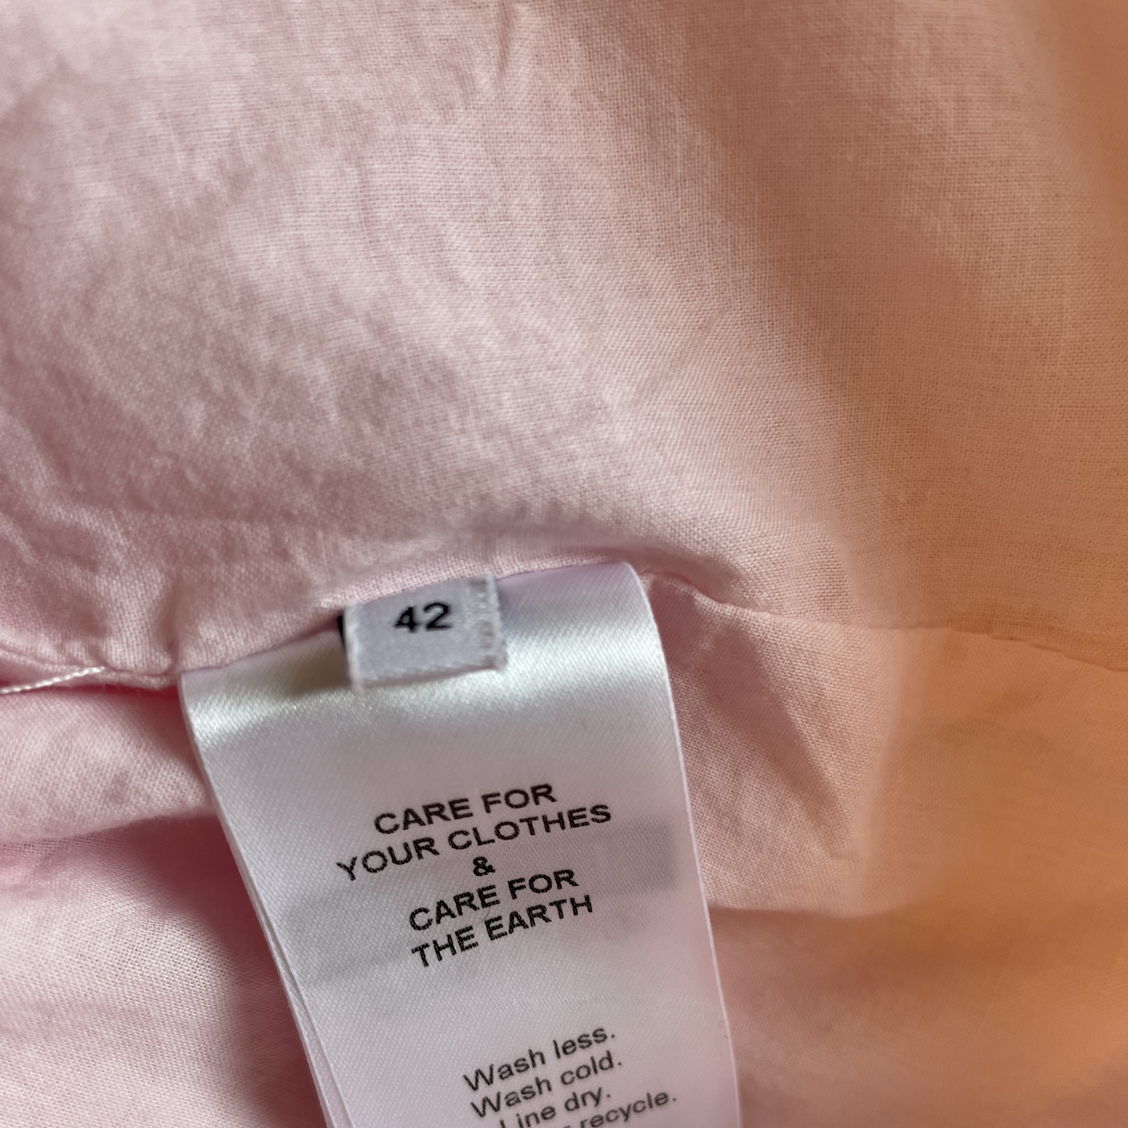 42
CARE FOR
YOUR CLOTHES
&
CARE FOR
THE EARTH
Wash less.
Wash cold.
Line dry.
recycle.